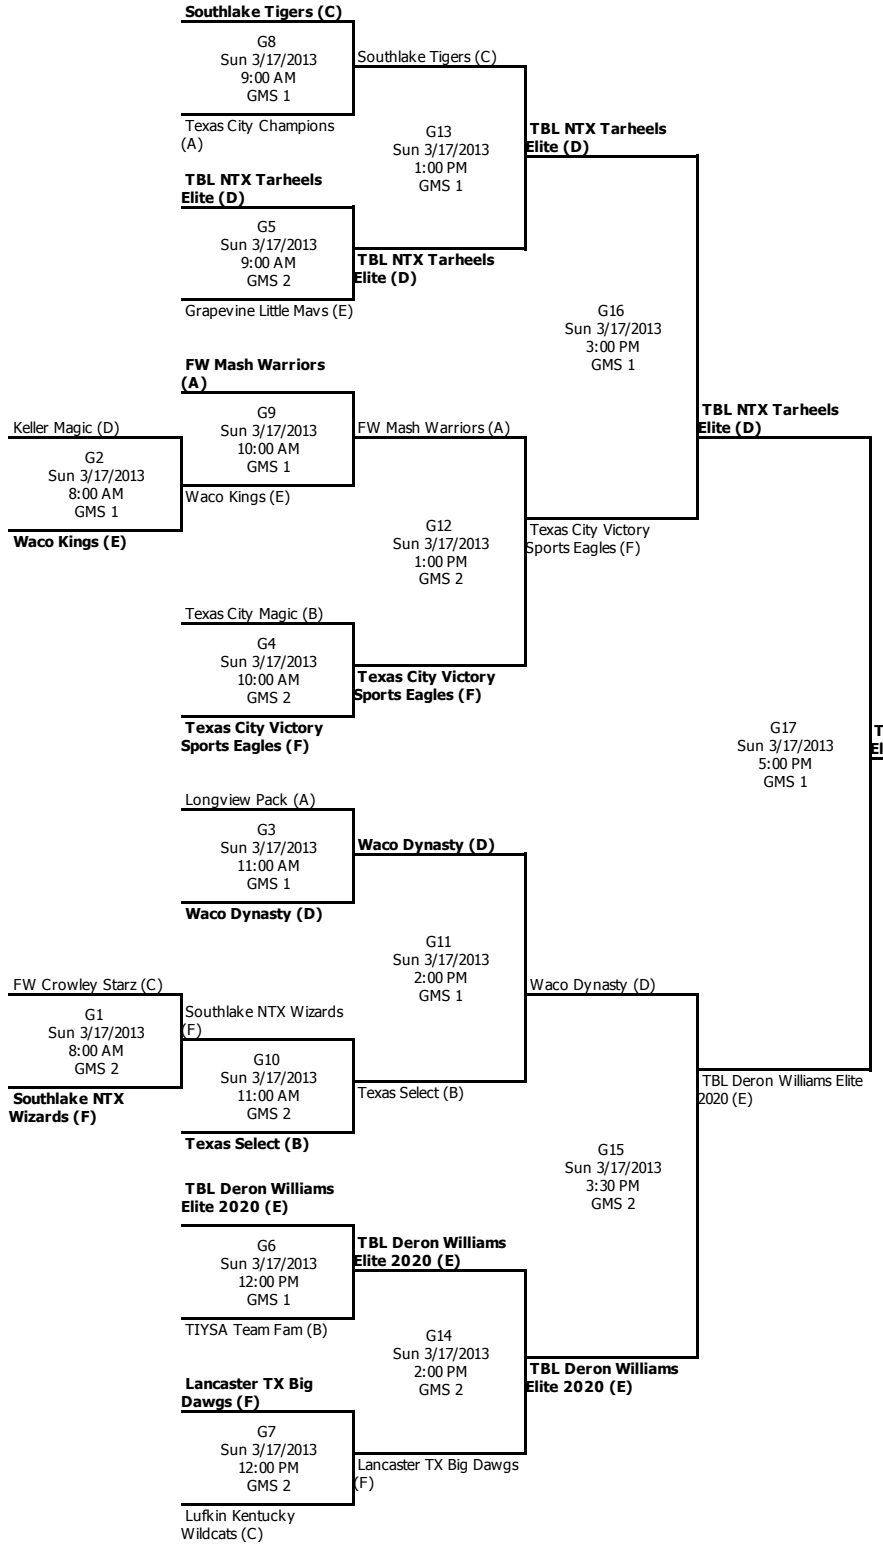 Southlake Tigers (C)
G8
Sun 3/17/2013
9:00 AM
GMS 1
Texas City Champions
(A)
Southlake Tigers (C)
G13
Sun 3/17/2013
1:00 PM
GMS 1
TBL NTX Tarheels
Elite (D)
TBL NTX Tarheels
Elite (D)
G5
Sun 3/17/2013
9:00 AM
GMS 2
Grapevine Little Mavs (E)
TBL NTX Tarheels
Elite (D)
G16
Sun 3/17/2013
3:00 PM
GMS 1
FW Mash Warriors
(A)
G9
Sun 3/17/2013
10:00 AM
GMS 1
Waco Kings (E)
Keller Magic (D)
G2
Sun 3/17/2013
8:00 AM
GMS 1
Waco Kings (E)
FW Mash Warriors (A)
TBL NTX Tarheels
Elite (D)
G12
Sun 3/17/2013
1:00 PM
GMS 2
Texas City Victory
Sports Eagles (F)
Texas City Magic (B)
G4
Sun 3/17/2013
10:00 AM
GMS 2
Texas City Victory
Sports Eagles (F)
Texas City Victory
Sports Eagles (F)
G17
Sun 3/17/2013
5:00 PM
GMS 1
Longview Pack (A)
G3
Sun 3/17/2013
11:00 AM
GMS 1
Waco Dynasty (D)
Waco Dynasty (D)
G11
Sun 3/17/2013
2:00 PM
GMS 1
Waco Dynasty (D)
FW Crowley Starz (C)
G1
Sun 3/17/2013
8:00 AM
GMS 2
Southlake NTX
Wizards (F)
Southlake NTX Wizards
(F)
G10
Sun 3/17/2013
11:00 AM
GMS 2
Texas Select (B)
Texas Select (B)
TBL Deron Williams Elite
2020 (E)
G15
Sun 3/17/2013
3:30 PM
GMS 2
TBL Deron Williams
Elite 2020 (E)
G6
Sun 3/17/2013
12:00 PM
GMS 1
TIYSA Team Fam (B)
TBL Deron Williams
Elite 2020 (E)
G14
Sun 3/17/2013
2:00 PM
GMS 2
TBL Deron Williams
Elite 2020 (E)
Lancaster TX Big
Dawgs (F)
G7
Sun 3/17/2013
12:00 PM
GMS 2
Lufkin Kentucky
Wildcats (C)
Lancaster TX Big Dawgs
(F)